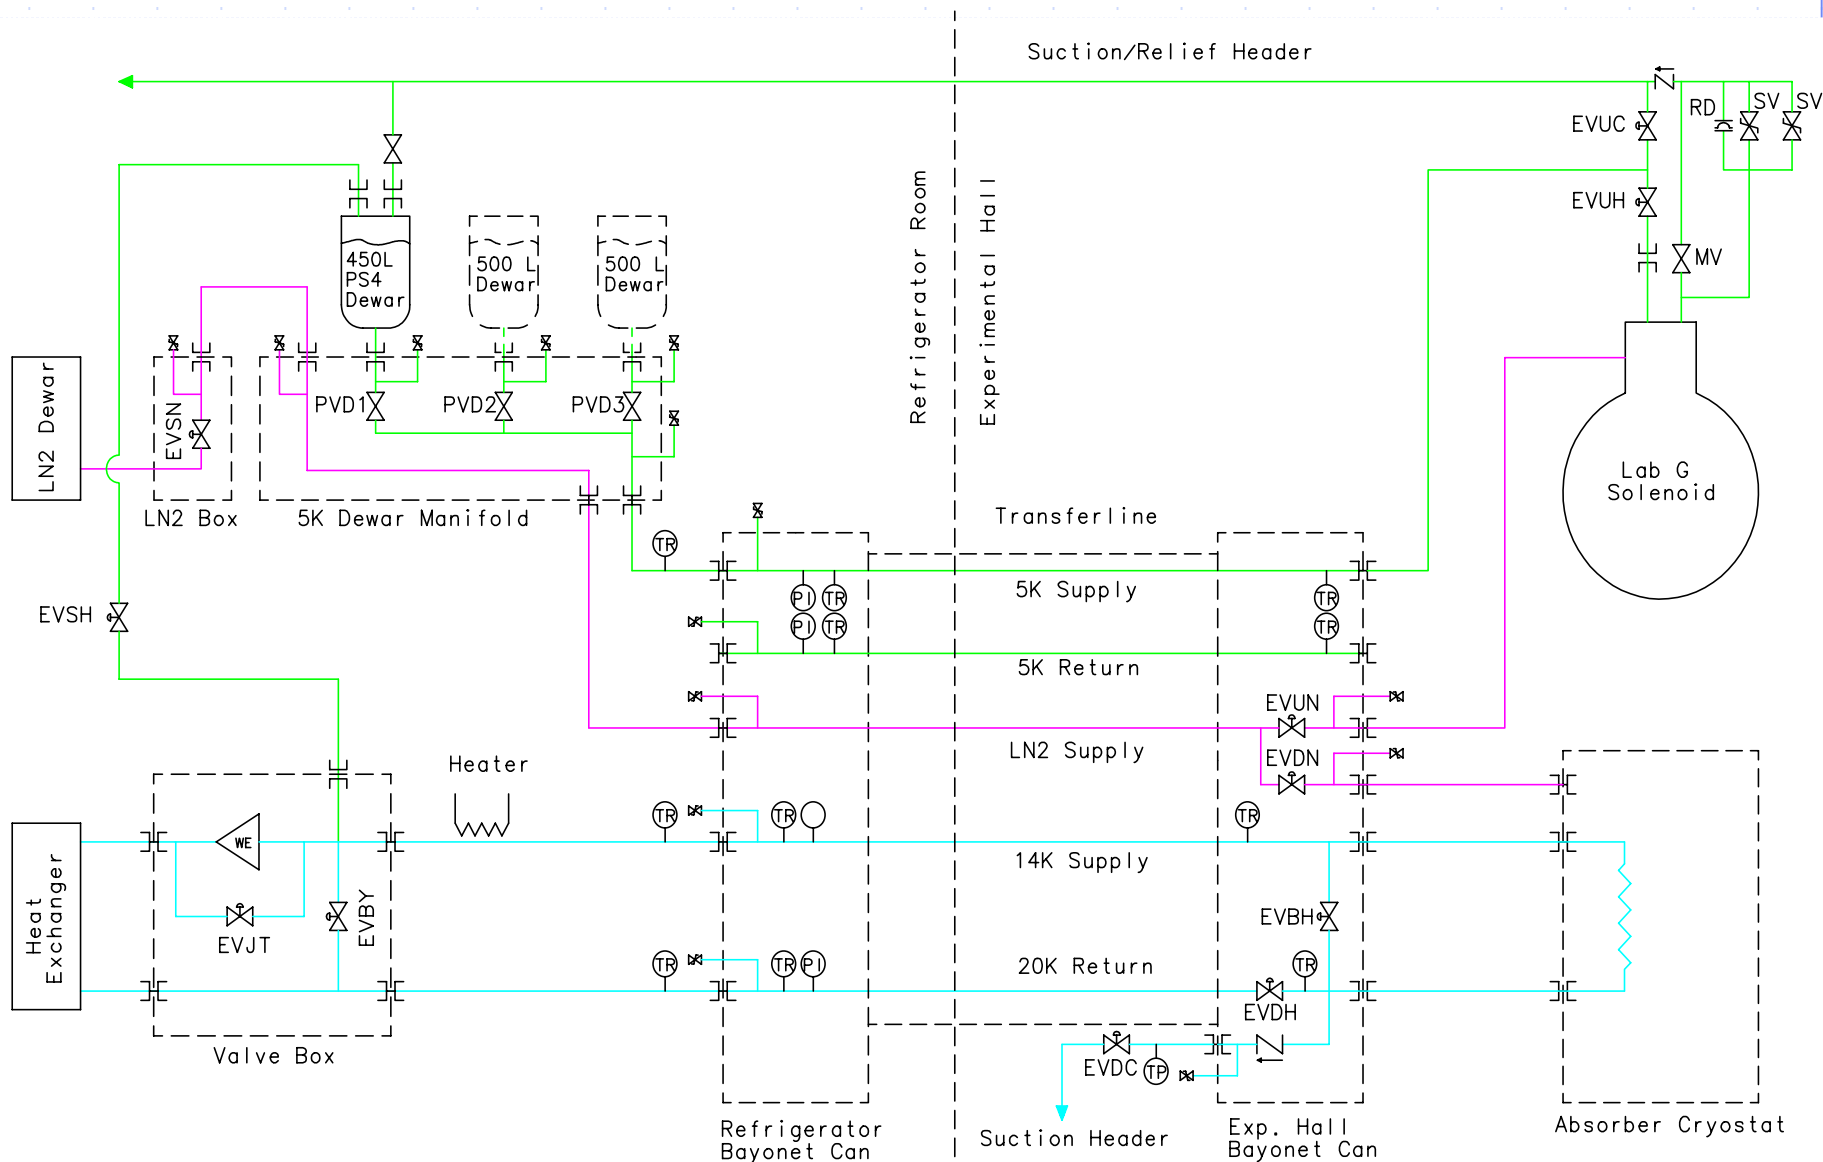 Suction/Relief Header
RD
SV
SV
EVUC
EVUH
MV
Refrigerator Room
Experimental Hall
450L
PS4
Dewar
500 L
Dewar
500 L
Dewar
LN2 Dewar
EVSN
PVD1
PVD2
PVD3
Lab G
Solenoid
LN2 Box
5K Dewar Manifold
Transferline
TR
5K Supply
PI
TR
TR
PI
TR
TR
EVSH
5K Return
EVUN
LN2 Supply
EVDN
Heater
TR
TR
TR
WE
14K Supply
Heat
Exchanger
EVJT
EVBY
EVBH
TR
TR
PI
20K Return
TR
EVDH
Valve Box
EVDC
TP
Refrigerator
Bayonet Can
Suction Header
Exp. Hall
Bayonet Can
Absorber Cryostat